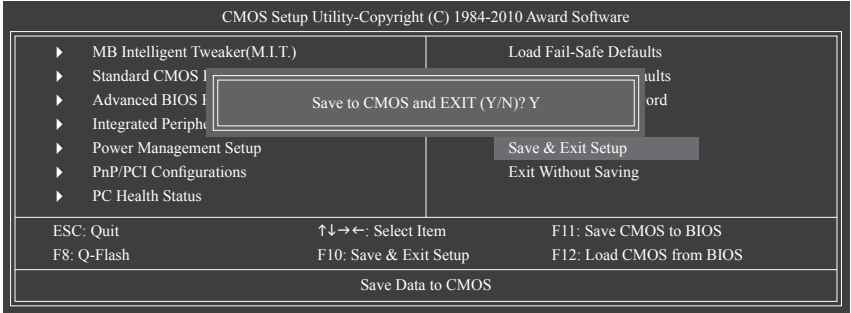 CMOS Setup Utility-Copyright (C) 1984-2010 Award Software
MB Intelligent Tweaker(M.I.T.)
Load Fail-Safe Defaults
Standard CMOS
Advanced BIOS
Save to CMOS and EXIT (Y/N)? Y
Integrated
Power Management Setup
Save & Exit Setup
PnP/PCI Configurations
Exit Without Saving
PC Health Status
ESC: Quit
↑↓→←: Select Item
F11: Save CMOS to BIOS
F8: Q-Flash
F10: Save & Exit Setup
F12: Load CMOS from BIOS
Save Data to CMOS